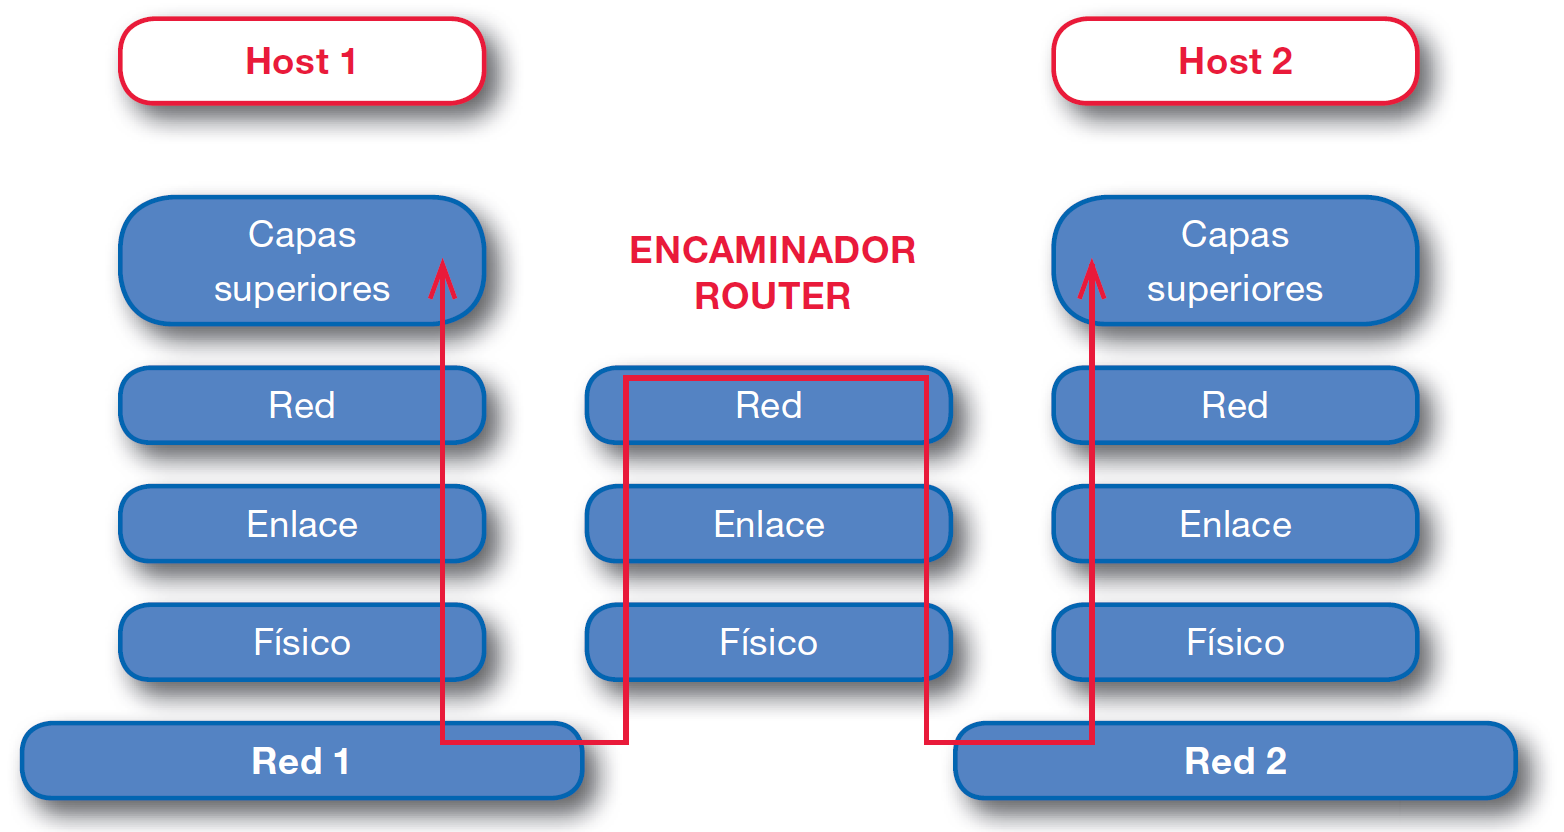 Host 1
Host 2
Capas
superiores
ENCAMINADOR
ROUTER
Capas
superiores
Red
Red
Red
Enlace
Enlace
Enlace
Físico
Físico
Físico
Red 1
Red 2